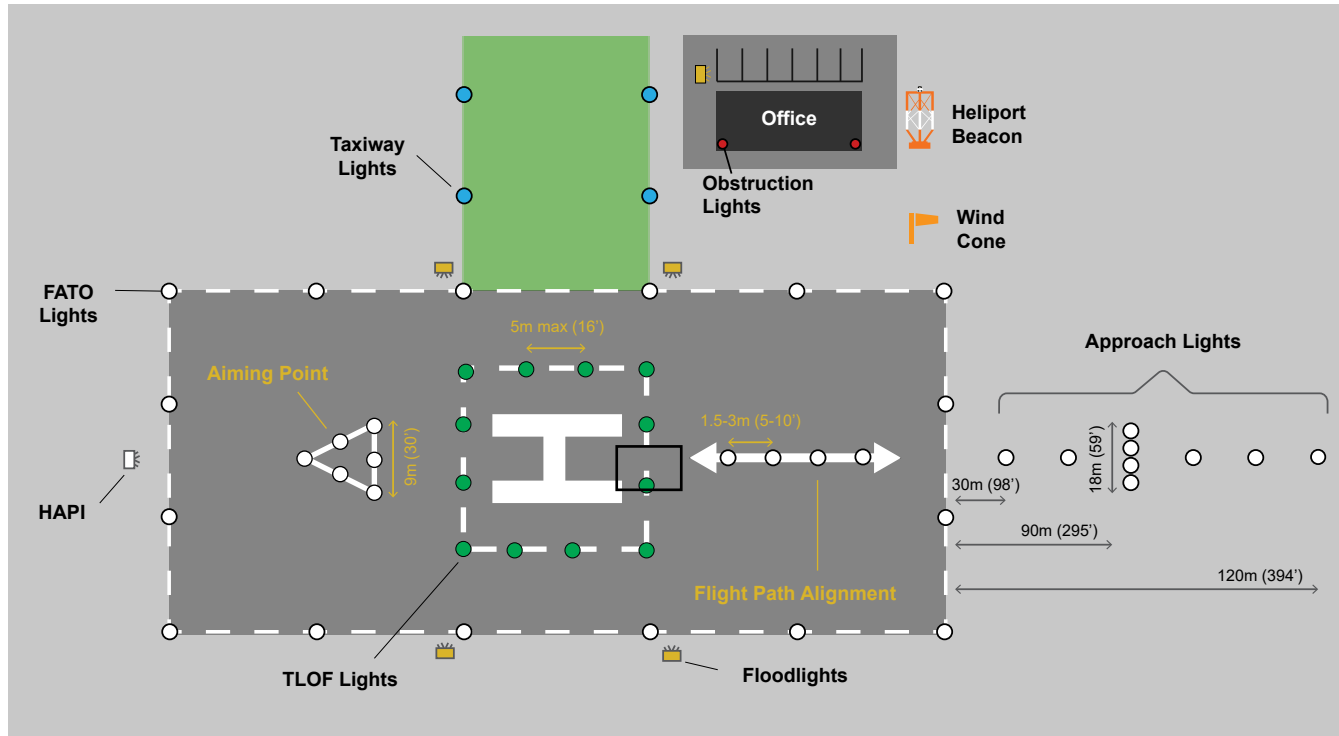 Office
Heliport
Beacon
Taxiway
Lights
Obstruction
Lights
Wind
Cone
FATO
Lights
5m max (16’)
Approach Lights
Aiming Point
1.5-3m (5-10’)
9m (30’)
H
18m (59’)
30m (98’)
HAPI
90m (295’)
120m (394’)
Flight Path Alignment
TLOF Lights
Floodlights